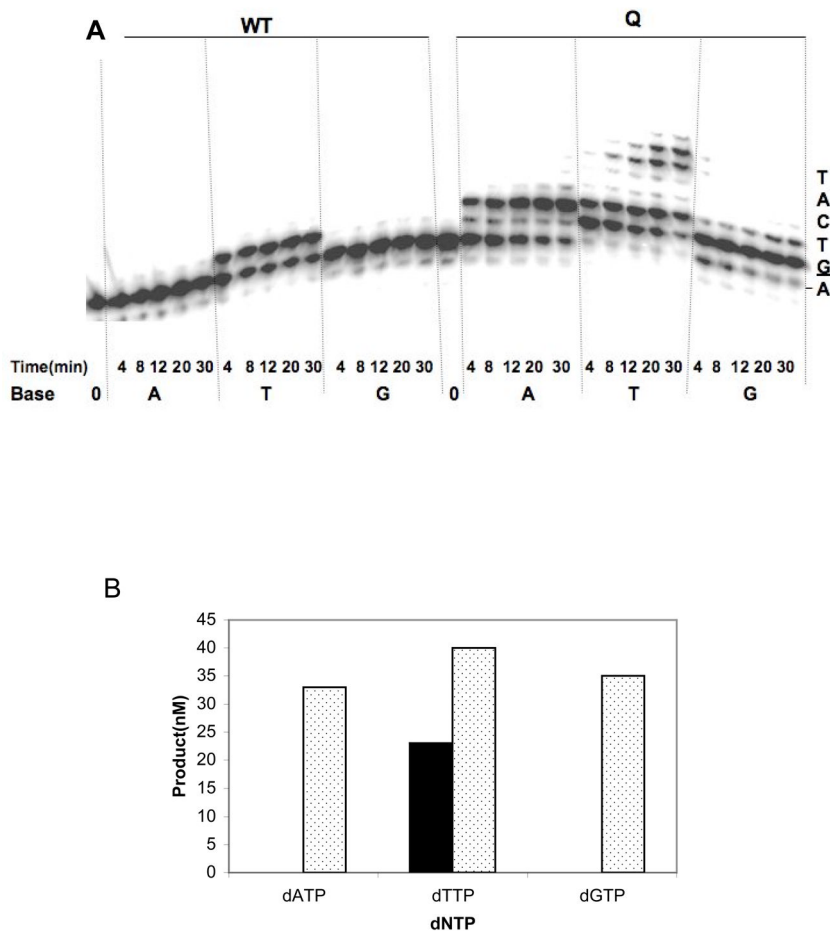 A
WT
Q
T
A
C
T
G
A
Time(min) 4 8 12 20 30 4 8 12 20 30 4 8 12 20 30 4 8 12 20 30 4 8 12 20 30 4 8 12 20 30
Base 0 A T G 0 A T G
B
45
40
35
30
25
20
15
10
5
0
Product(nM)
dATP dTTP dGTP
dNTP